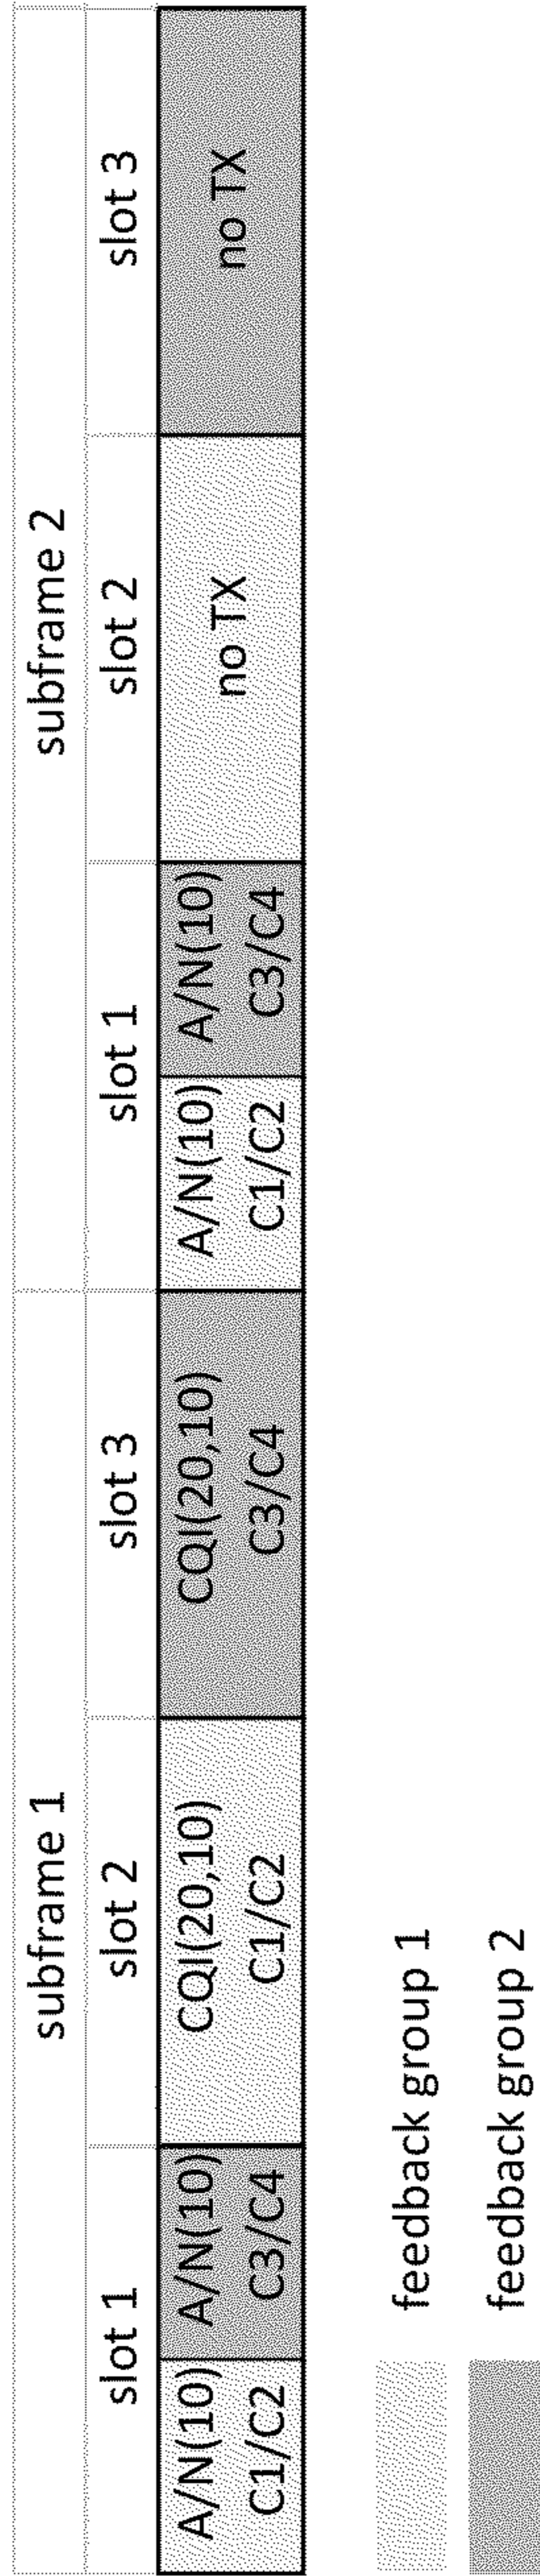 subframe 1
subframe 2
slot 1
slot 2
slot 3
slot 1
slot 2
slot 3
A/N(10)
C1/C2
A/N(10)
C3/C4
CQI(20,10)
C1/C2
CQI(20,10)
C3/C4
A/N(10)
C1/C2
A/N(10)
C3/C4
no TX
no TX
feedback group 1
feedback group 2